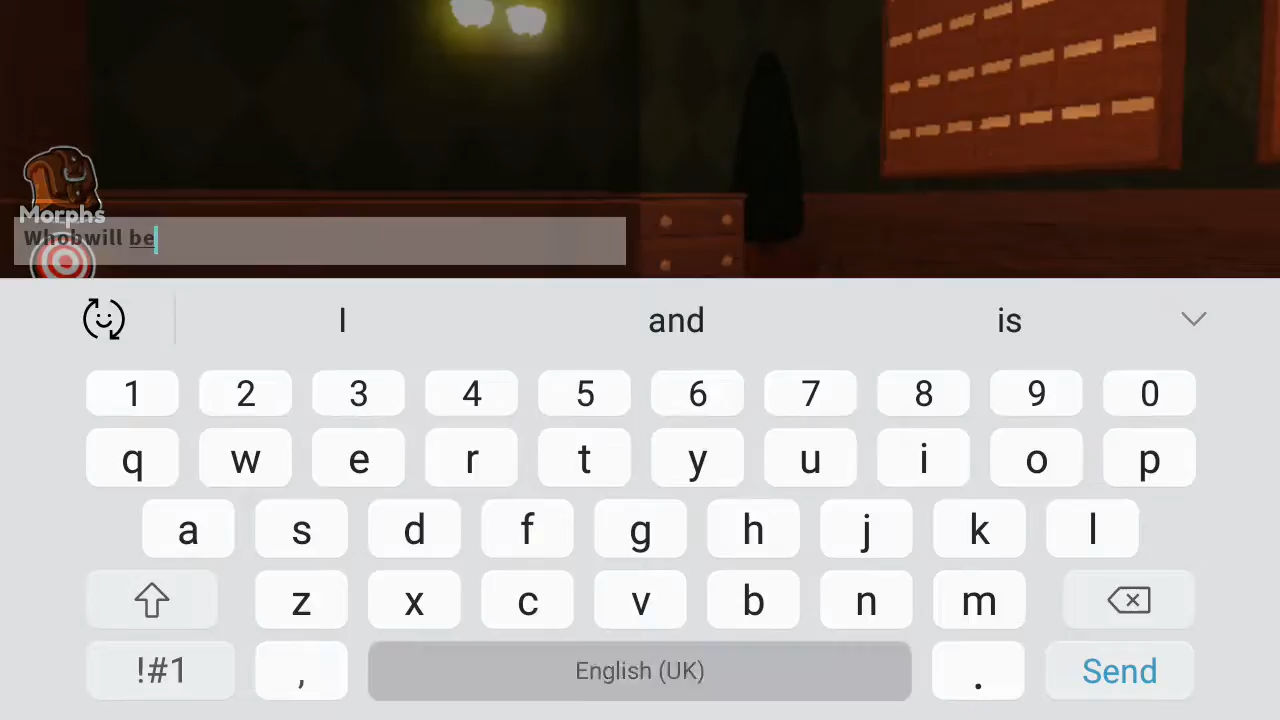 Morphs
Whobwill be
I and is
1 2 3 4 5 6 7 8 9 0
q w e r t y u i o p
a s d f g h j k l
z x c v b n m
!#1 , English (UK) . Send